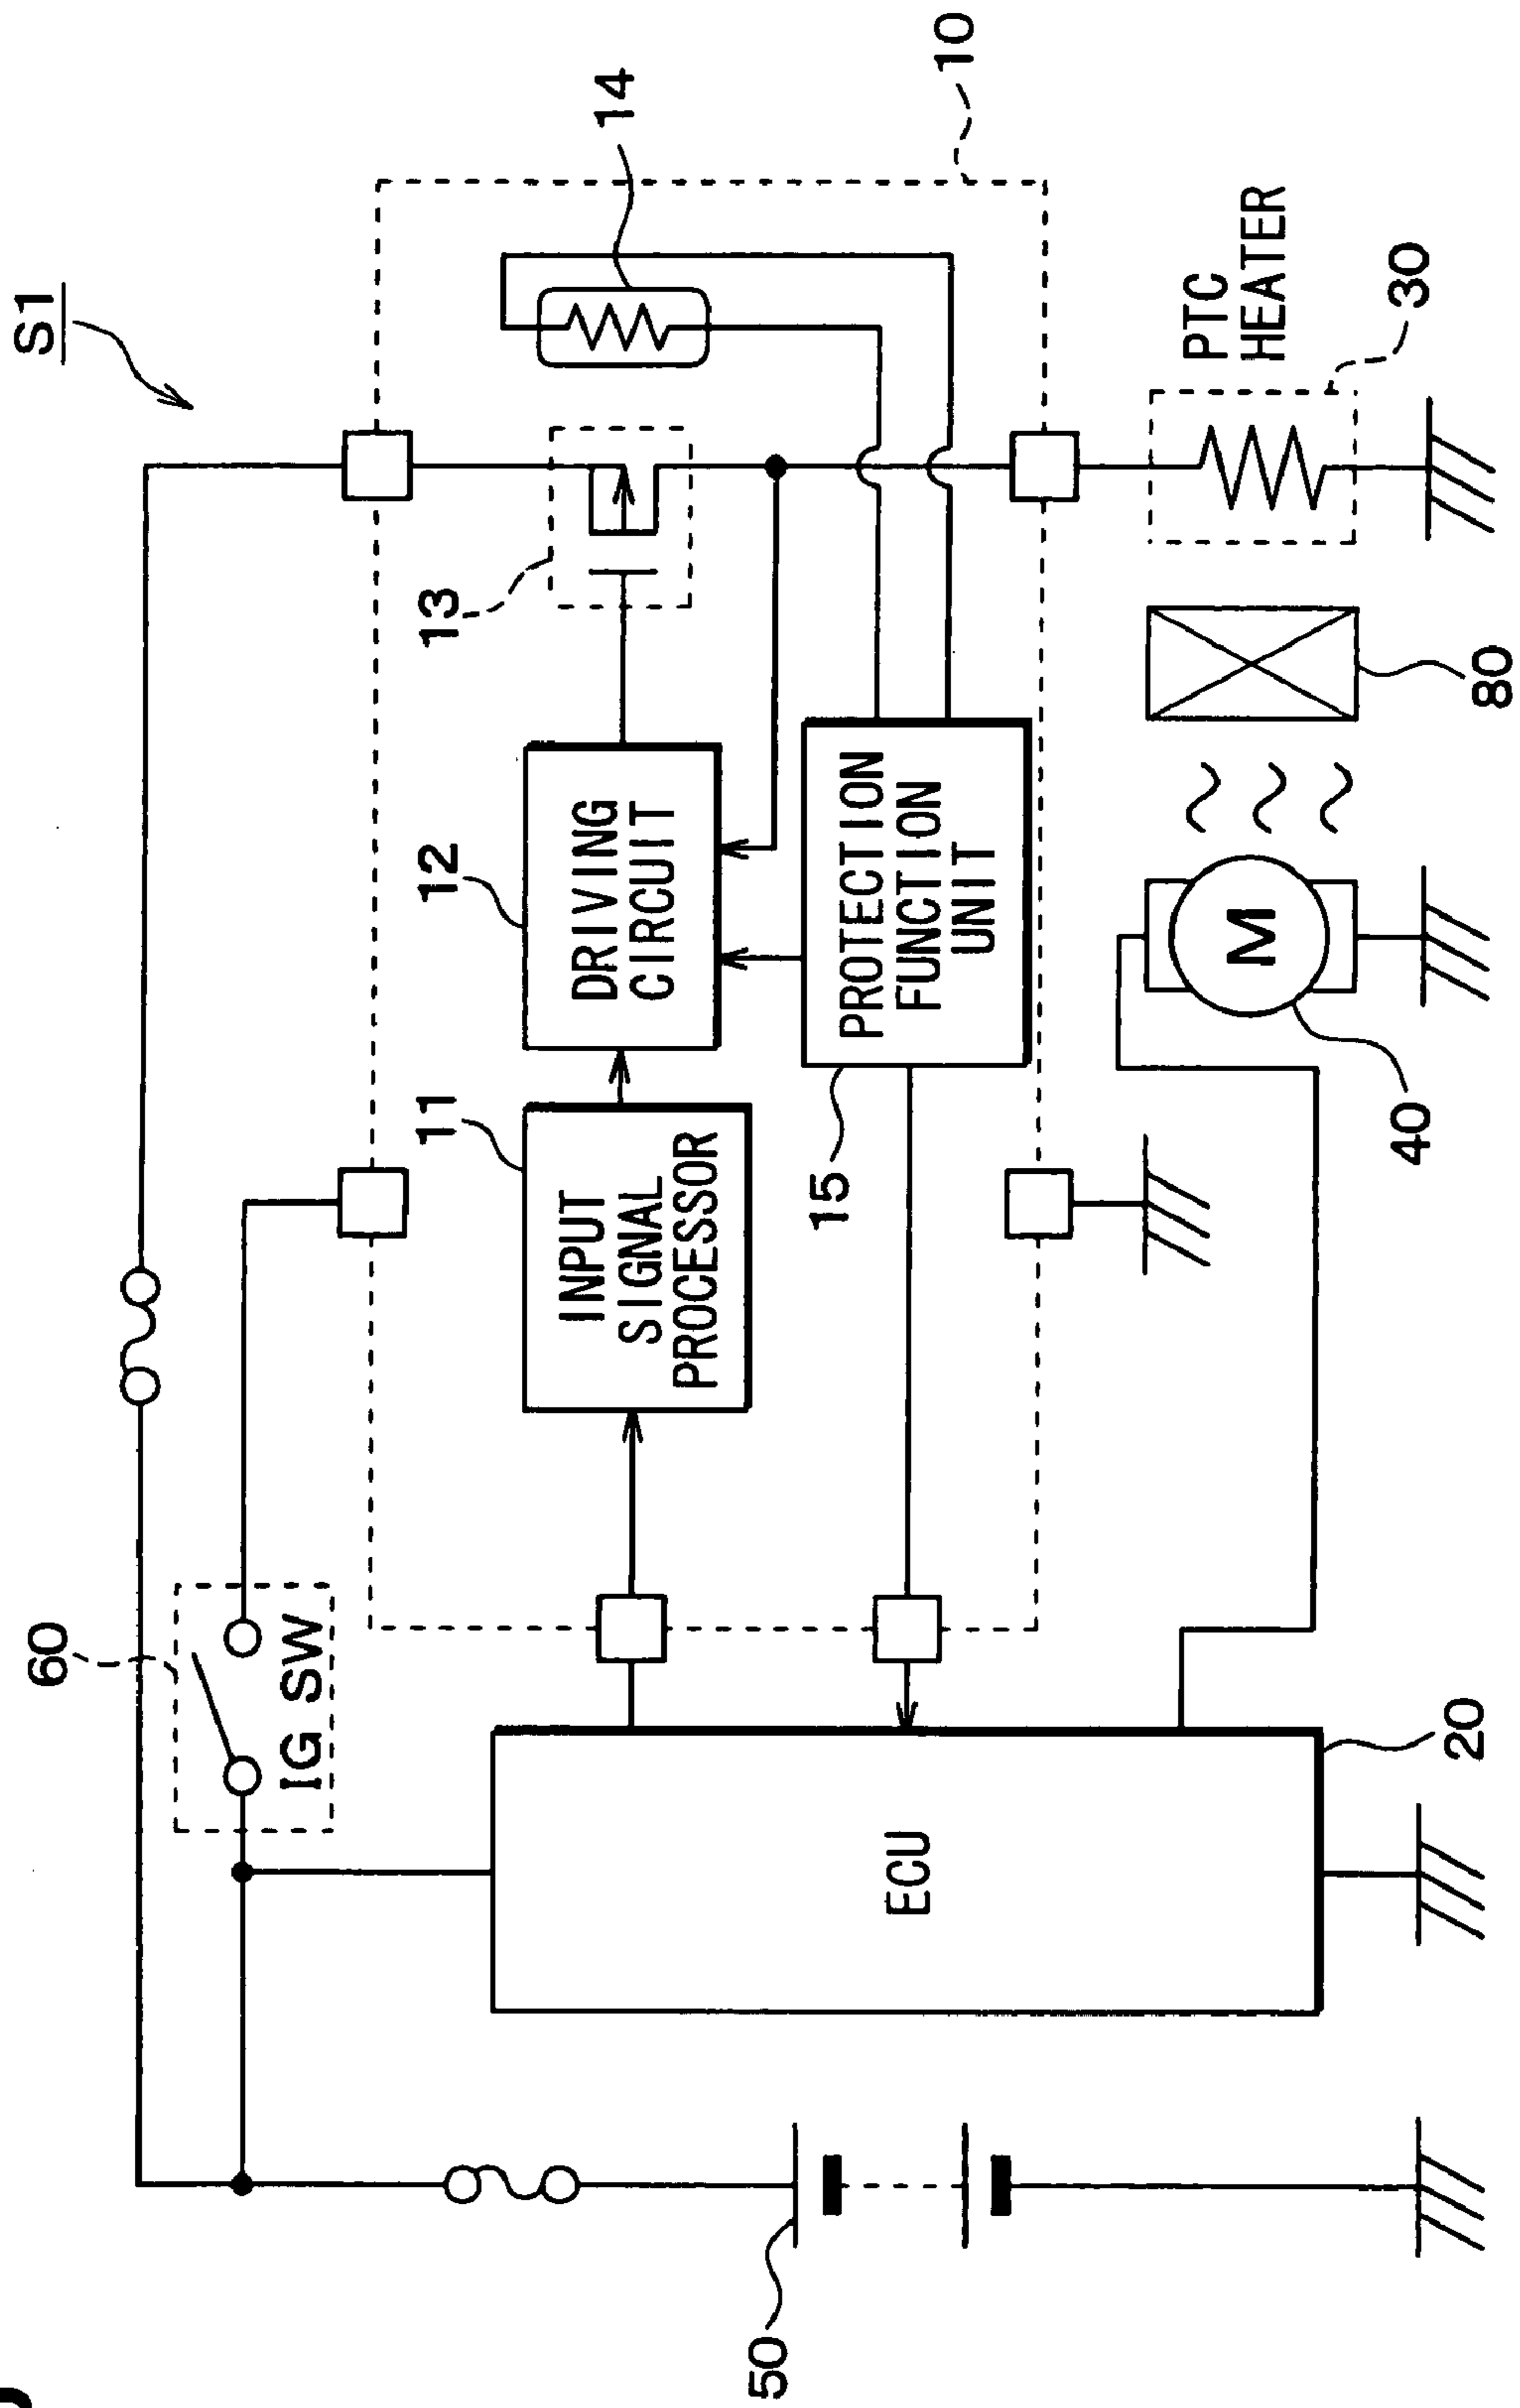 S1
60
IG SW
10
14
13
12
11
INPUT
SIGNAL
PROCESSOR
DRIVING
CIRCUIT
15
PROTECTION
FUNCTION
UNIT
ECU
20
50
M
40
80
PTC
HEATER
30